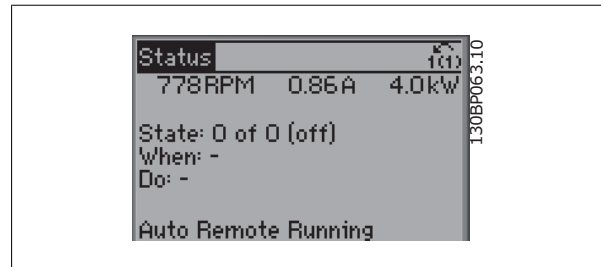 Status 1(1)
778RPM 0.86A 4.0kW
State: 0 of 0 (off)
When: -
Do: -
Auto Remote Running
130BP063.10